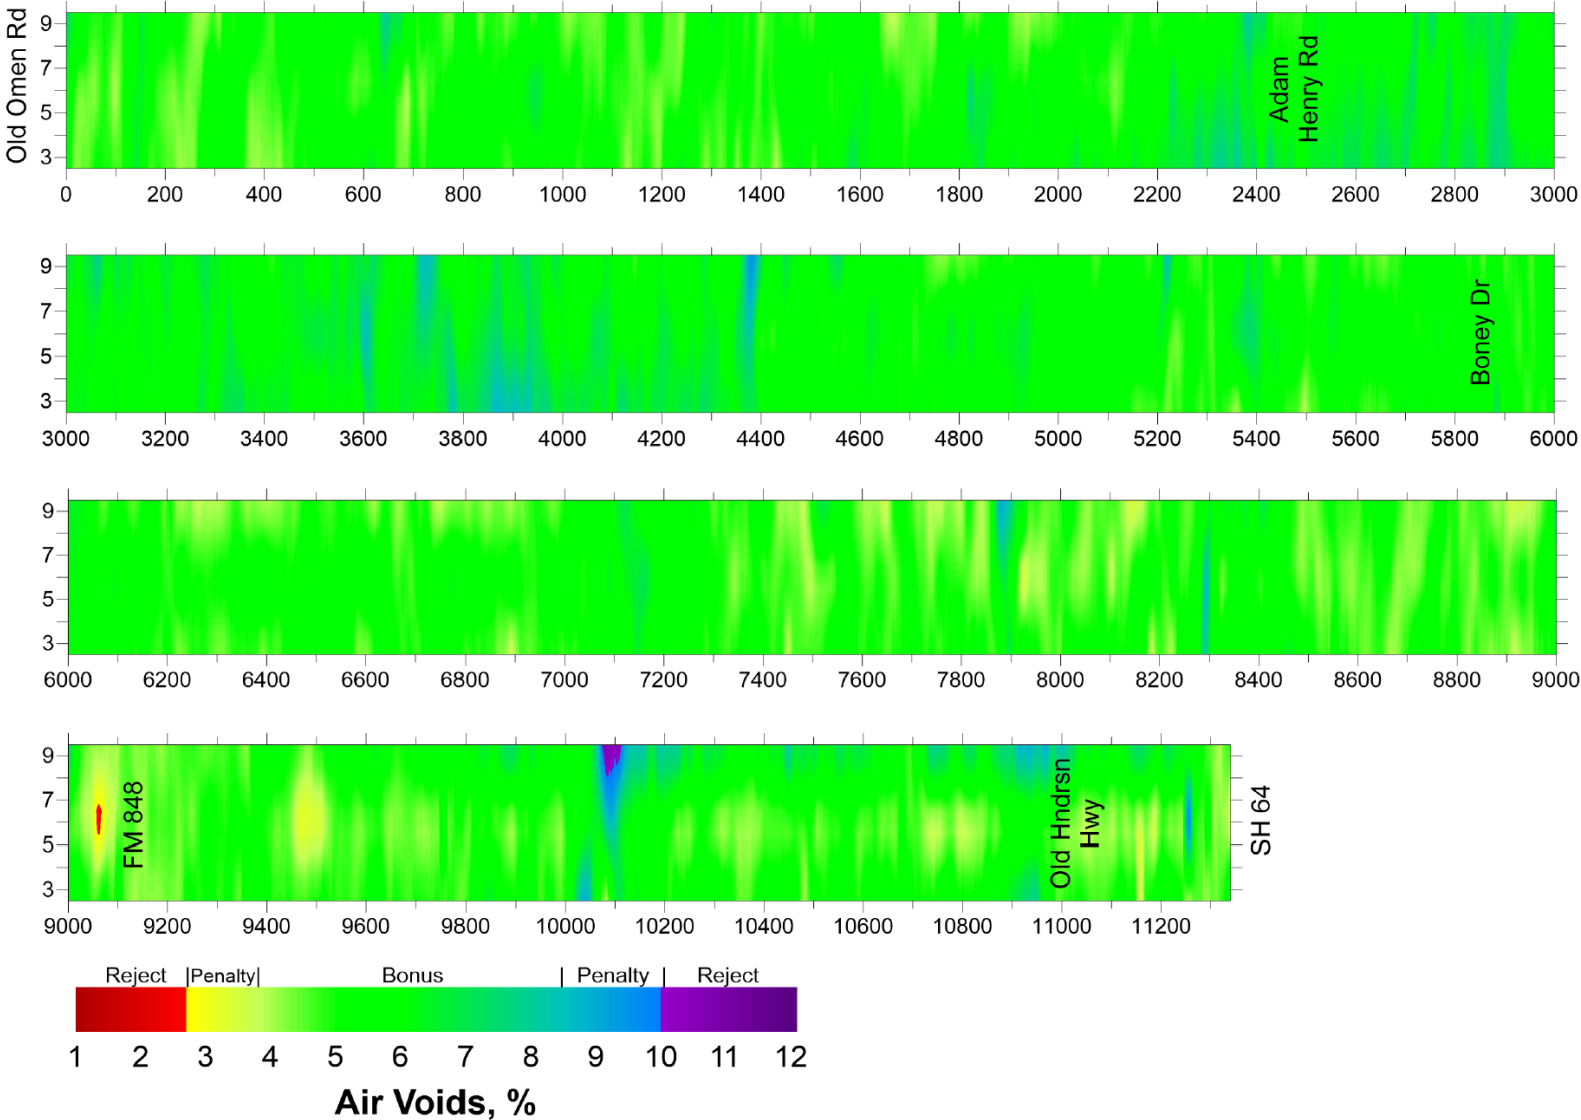 Old Omen Rd
9
7
5
3
Adam
Henry Rd
0 200 400 600 800 1000 1200 1400 1600 1800 2000 2200 2400 2600 2800 3000
9
7
5
3
Boney Dr
3000 3200 3400 3600 3800 4000 4200 4400 4600 4800 5000 5200 5400 5600 5800 6000
9
7
5
3
6000 6200 6400 6600 6800 7000 7200 7400 7600 7800 8000 8200 8400 8600 8800 9000
9
7
5
3
FM 848
Old Hndrsn
Hwy
SH 64
9000 9200 9400 9600 9800 10000 10200 10400 10600 10800 11000 11200
Reject |Penalty| Bonus | Penalty | Reject
1 2 3 4 5 6 7 8 9 10 11 12
Air Voids, %